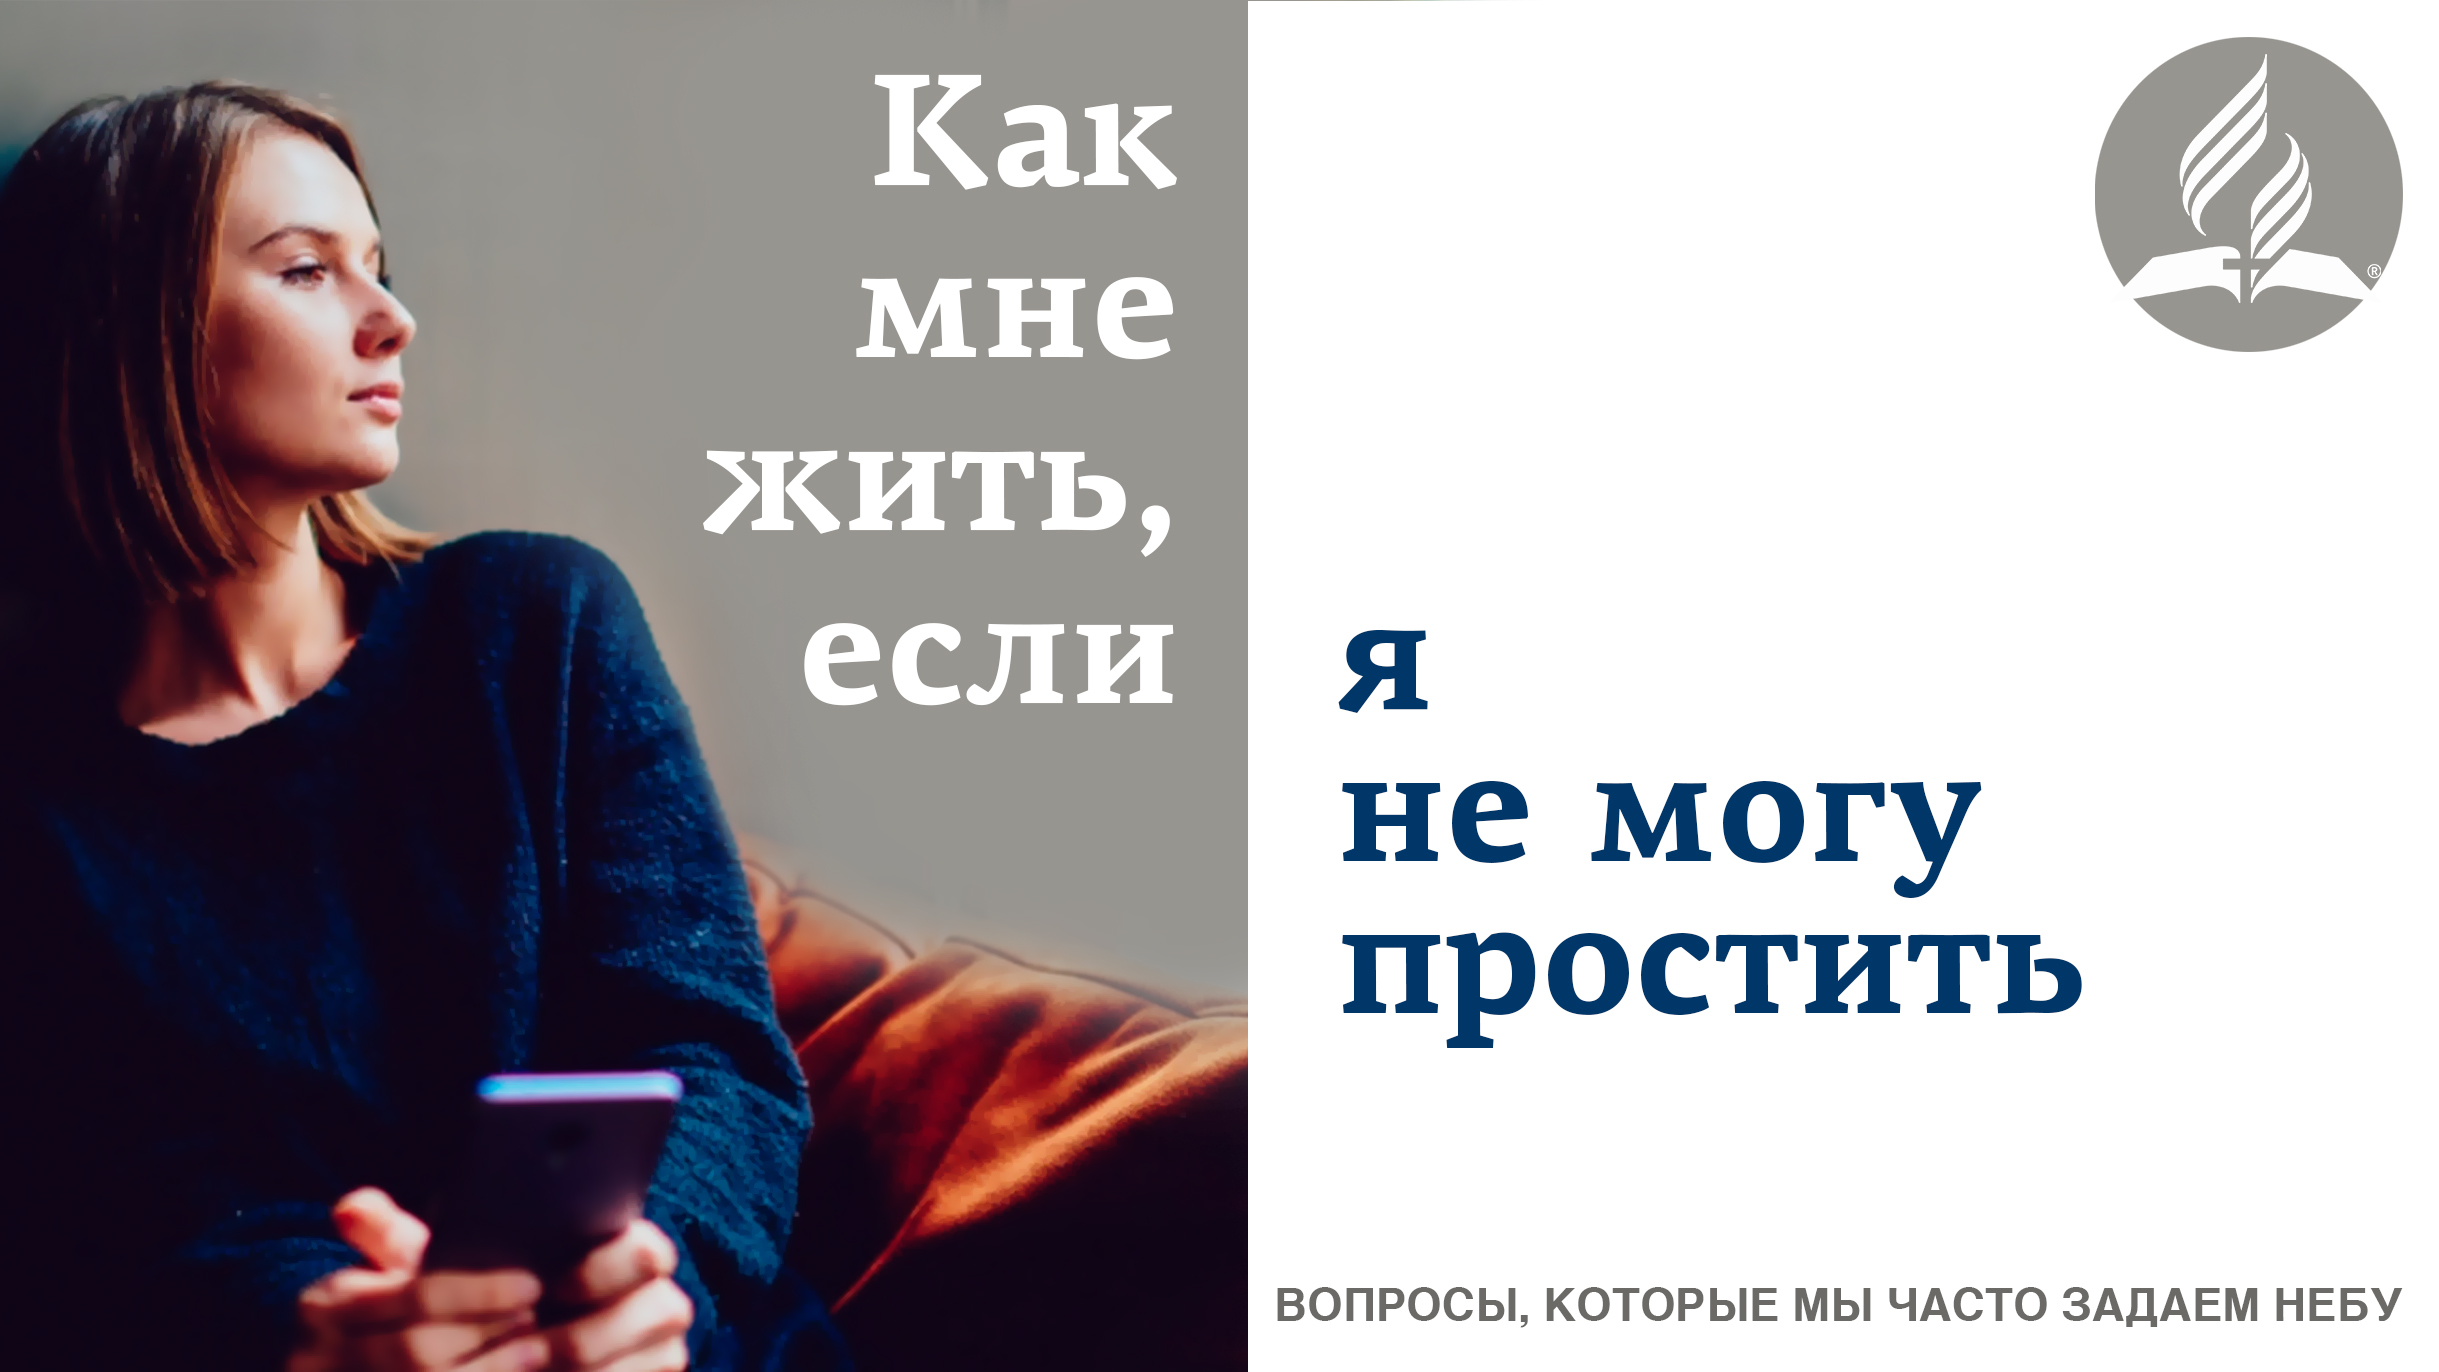 Как
мне
жить,
если
я
не могу
простить
®
ВОПРОСЫ, КОТОРЫЕ МЫ ЧАСТО ЗАДАЕМ НЕБУ